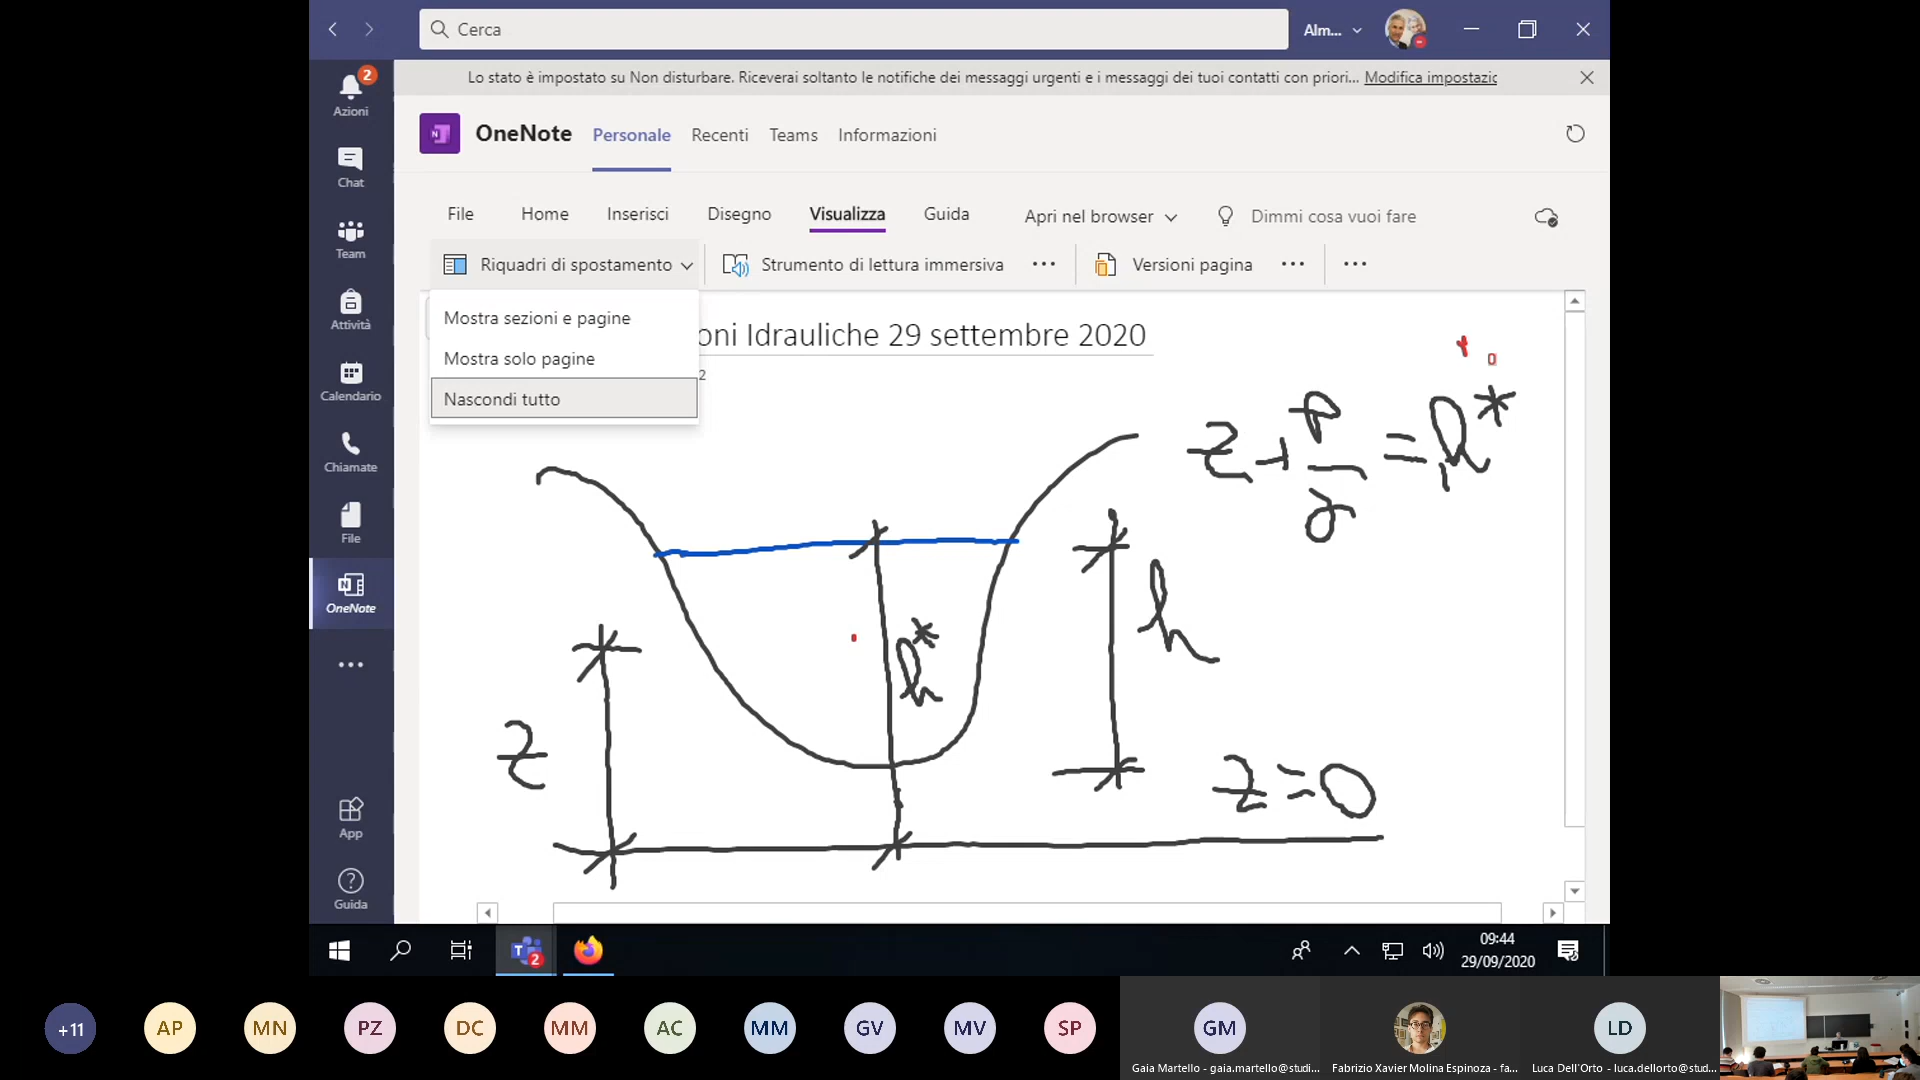 Cerca
Alm...
Lo stato è impostato su Non disturbare. Riceverai soltanto le notifiche dei messaggi urgenti e i messaggi dei tuoi contatti con priori... Modifica impostazic
2
Azioni
Chat
Team
Attività
Calendario
Chiamate
File
OneNote
App
Guida
OneNote
Personale
Recenti
Teams
Informazioni
File
Home
Inserisci
Disegno
Visualizza
Guida
Apri nel browser
Dimmi cosa vuoi fare
Riquadri di spostamento
Strumento di lettura immersiva
Versioni pagina
Mostra sezioni e pagine
Mostra solo pagine
Nascondi tutto
oni Idrauliche 29 settembre 2020
2
z + p/γ = h*
h*
h
z
z=0
2
09:44
29/09/2020
+11
AP
MN
PZ
DC
MM
AC
MM
GV
MV
SP
GM
LD
Gaia Martello - gaia.martello@studi...
Fabrizio Xavier Molina Espinoza - fa...
Luca Dell'Orto - luca.dellorto@stud...